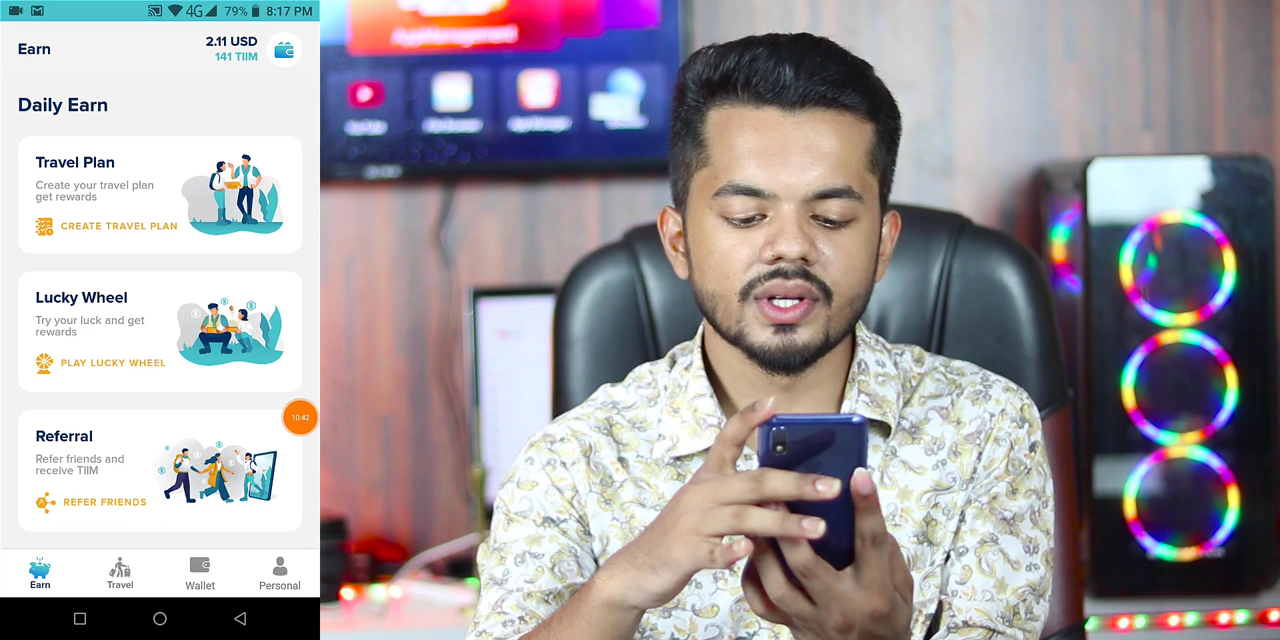 4G 79% 8:17 PM
Earn
2.11 USD
141 TIIM
Daily Earn
Travel Plan
Create your travel plan
get rewards
CREATE TRAVEL PLAN
Lucky Wheel
Try your luck and get
rewards
PLAY LUCKY WHEEL
10:42
Referral
Refer friends and
receive TIIM
REFER FRIENDS
Earn
Travel
Wallet
Personal
AppManagement